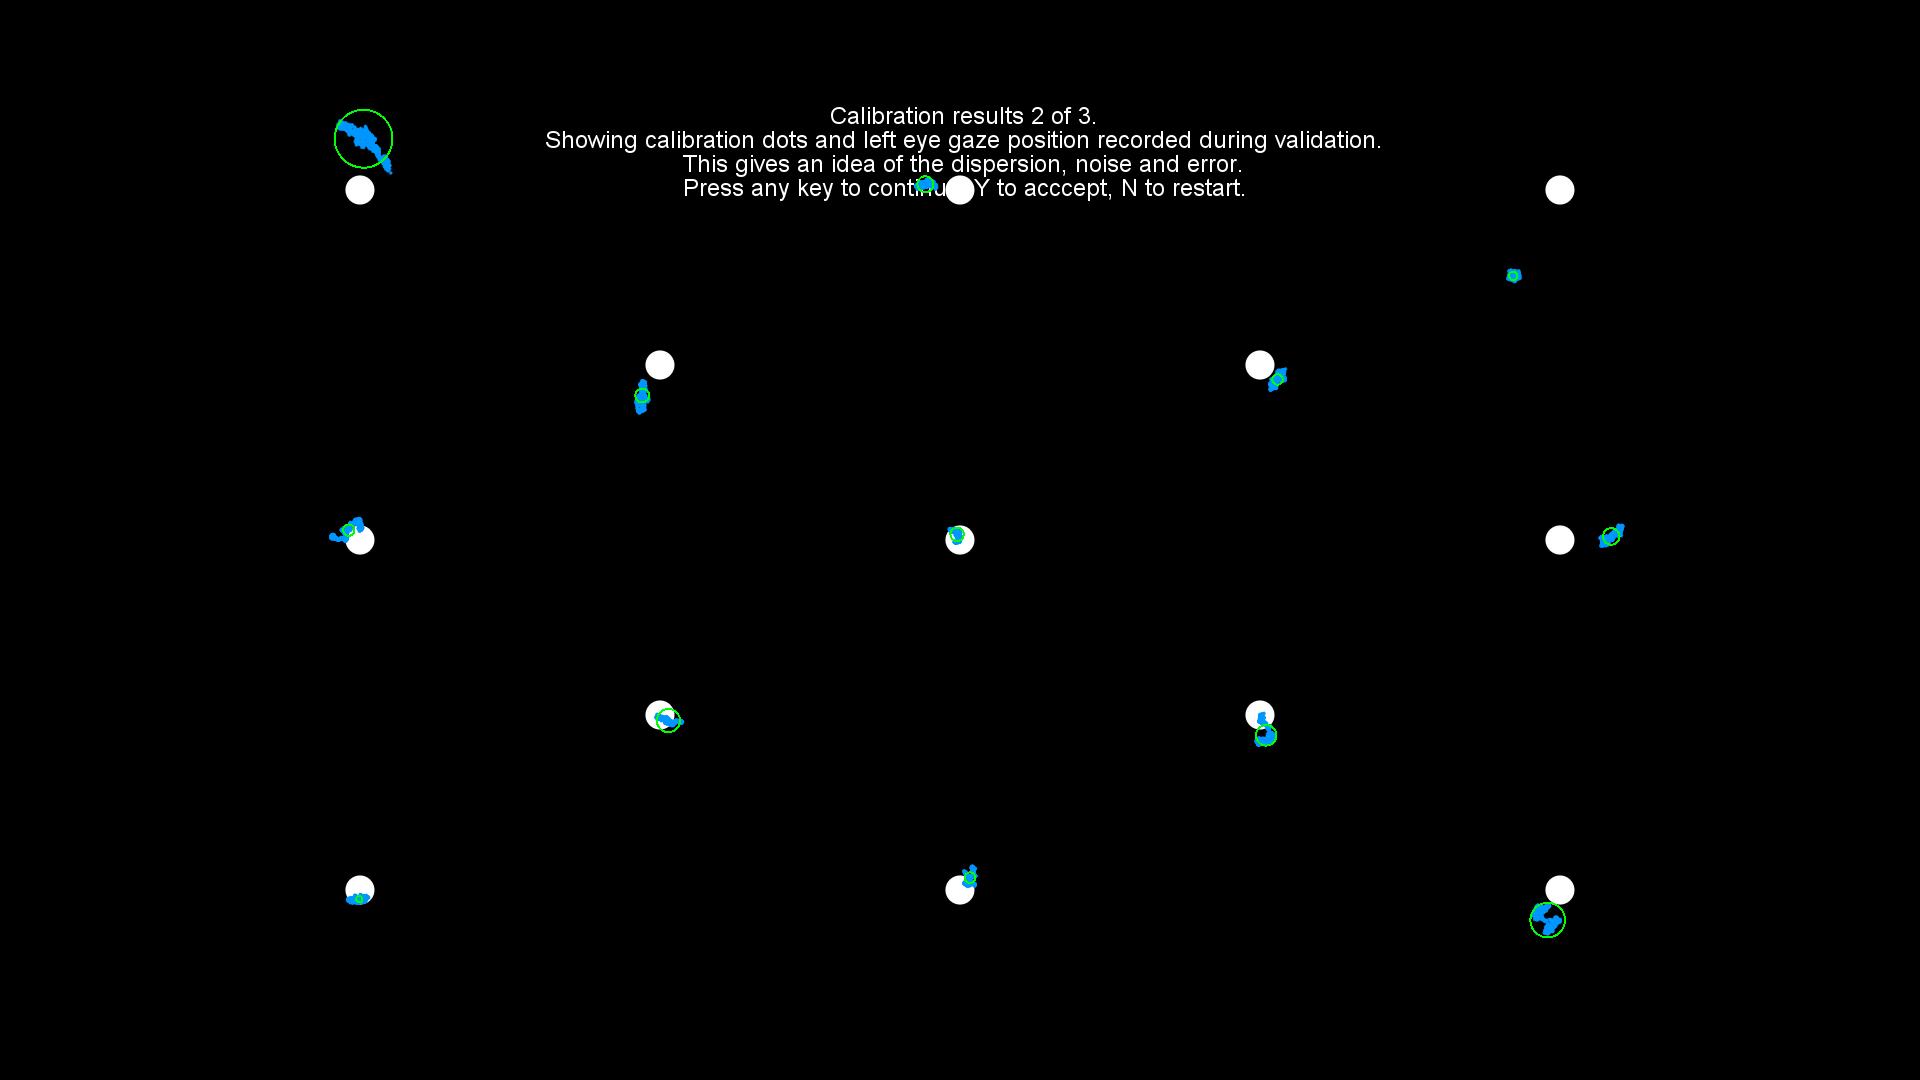 Calibration results 2 of 3.
Showing calibration dots and left eye gaze position recorded during validation.
This gives an idea of the dispersion, noise and error.
Press any key to continu Y to acccept, N to restart.